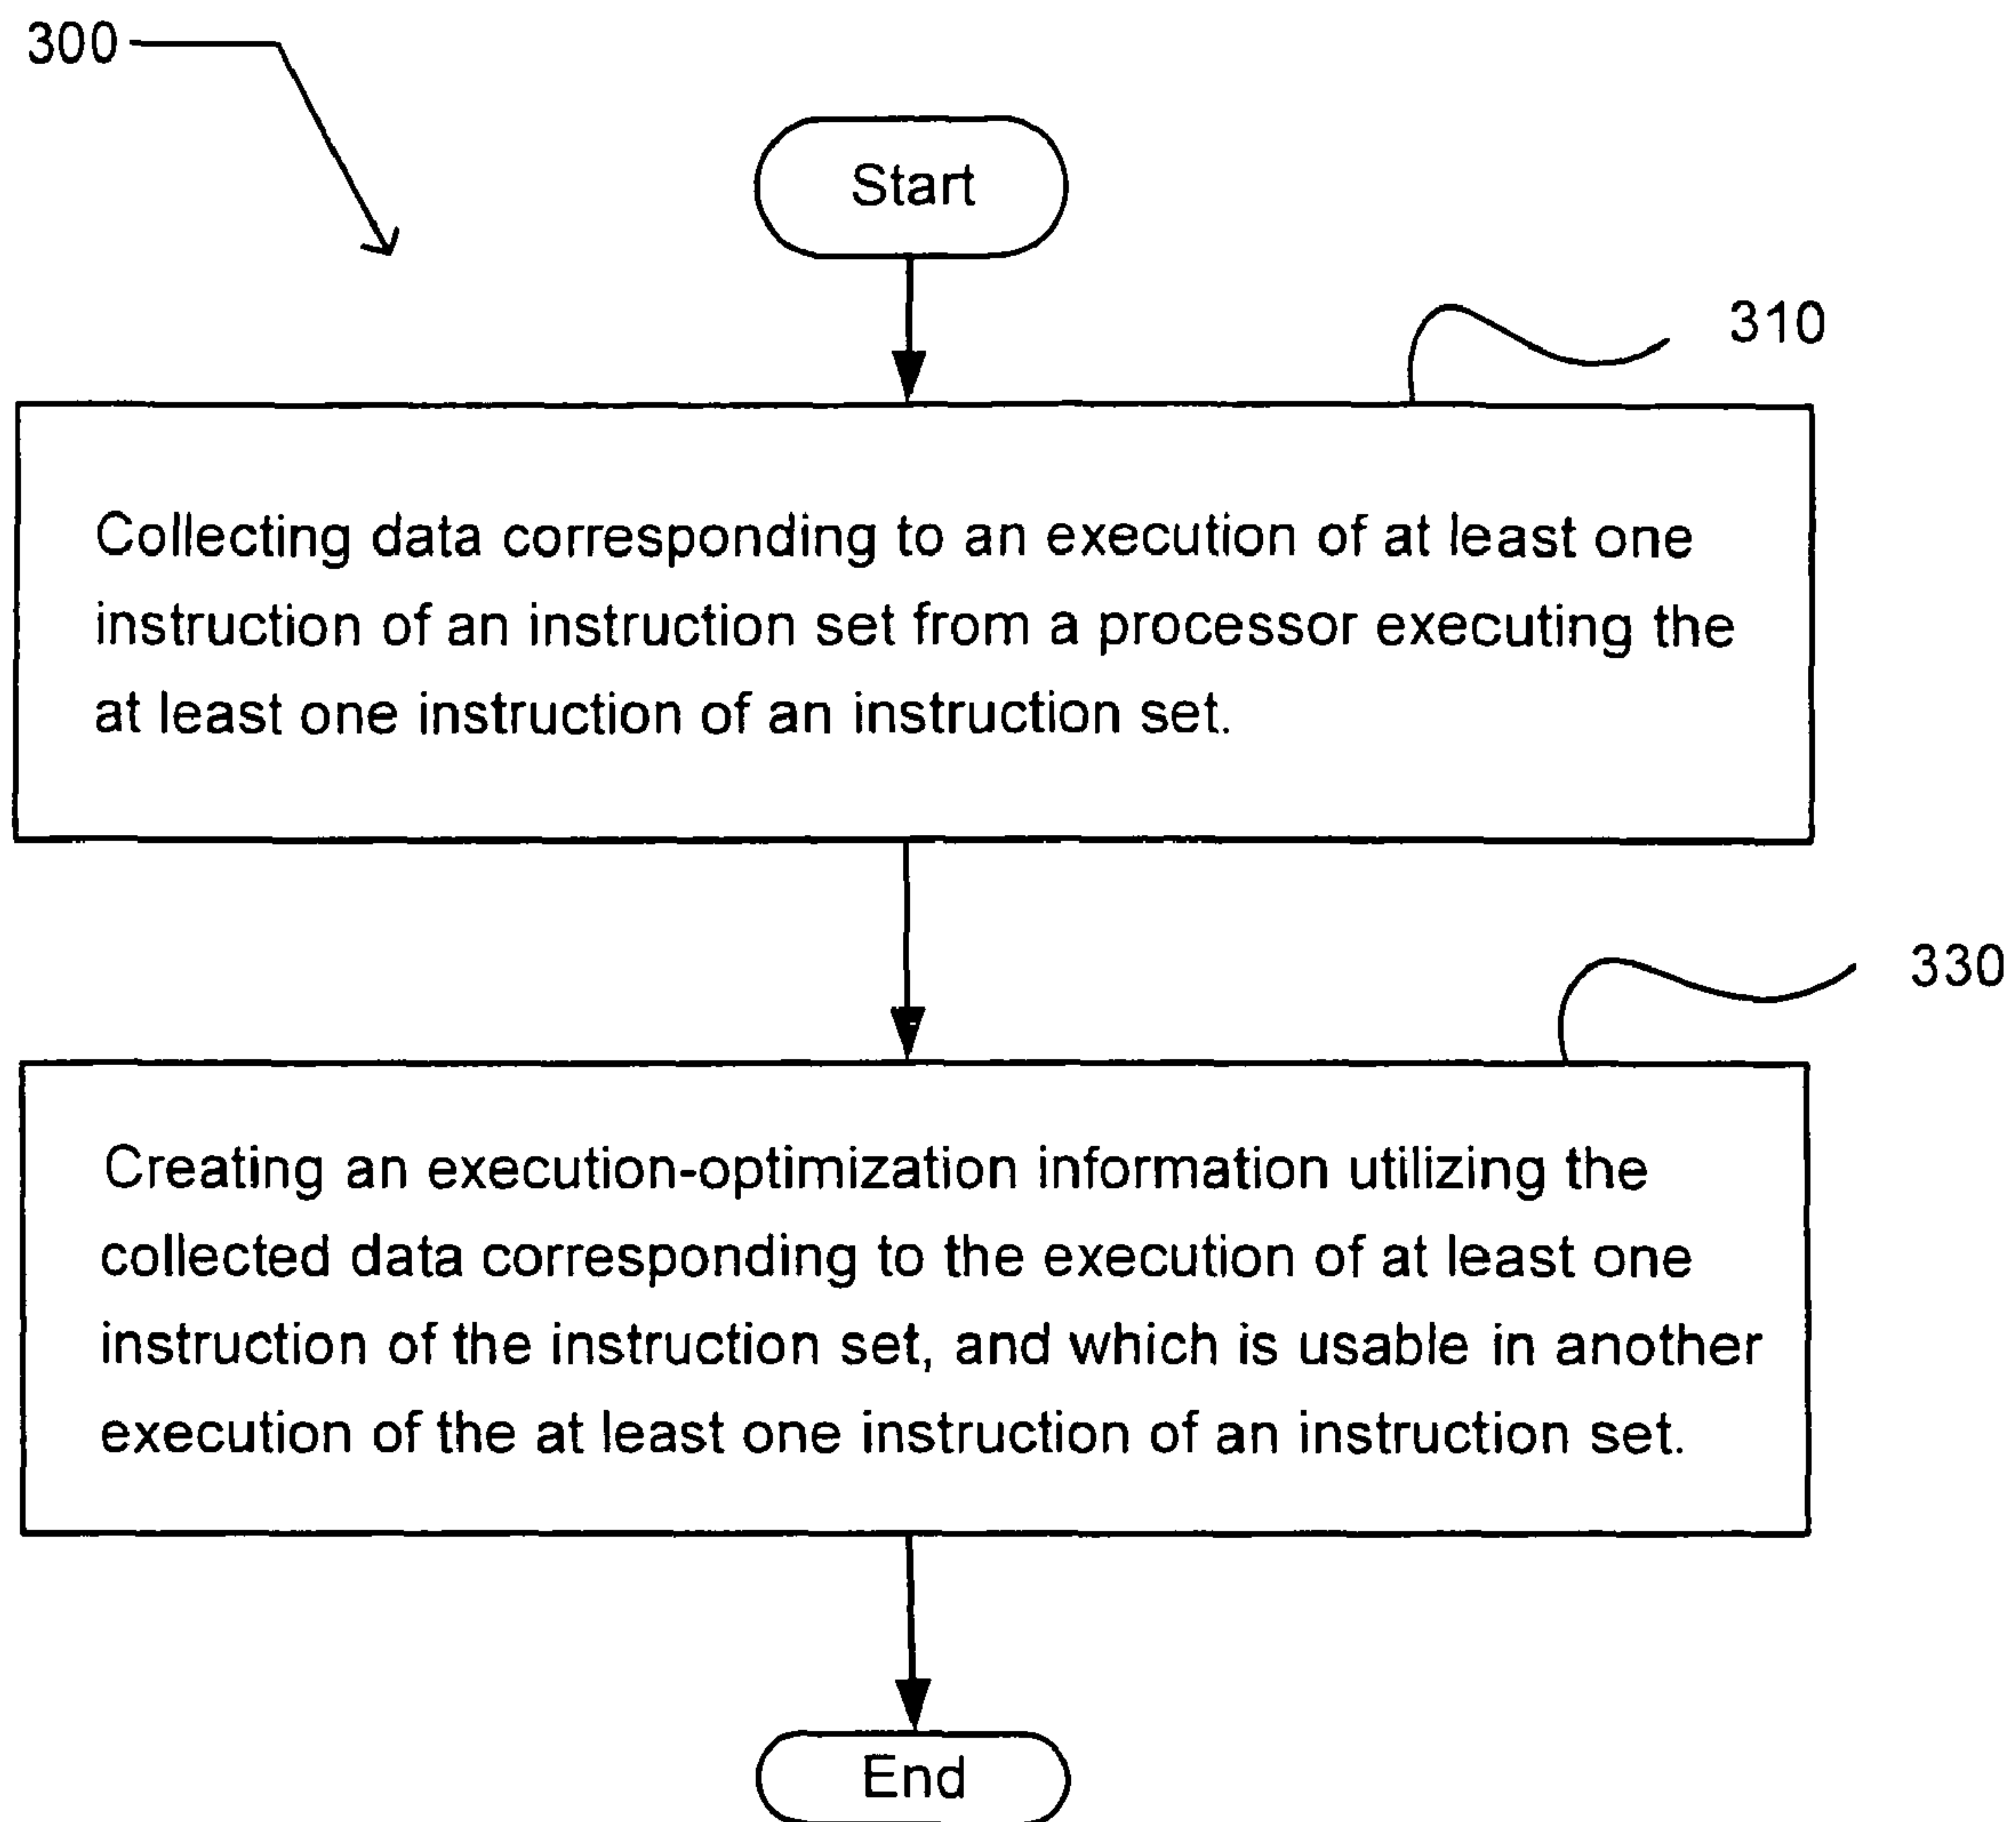 300
Start
310
Collecting data corresponding to an execution of at least one
instruction of an instruction set from a processor executing the
at least one instruction of an instruction set.
330
Creating an execution-optimization information utilizing the
collected data corresponding to the execution of at least one
instruction of the instruction set, and which is usable in another
execution of the at least one instruction of an instruction set.
End